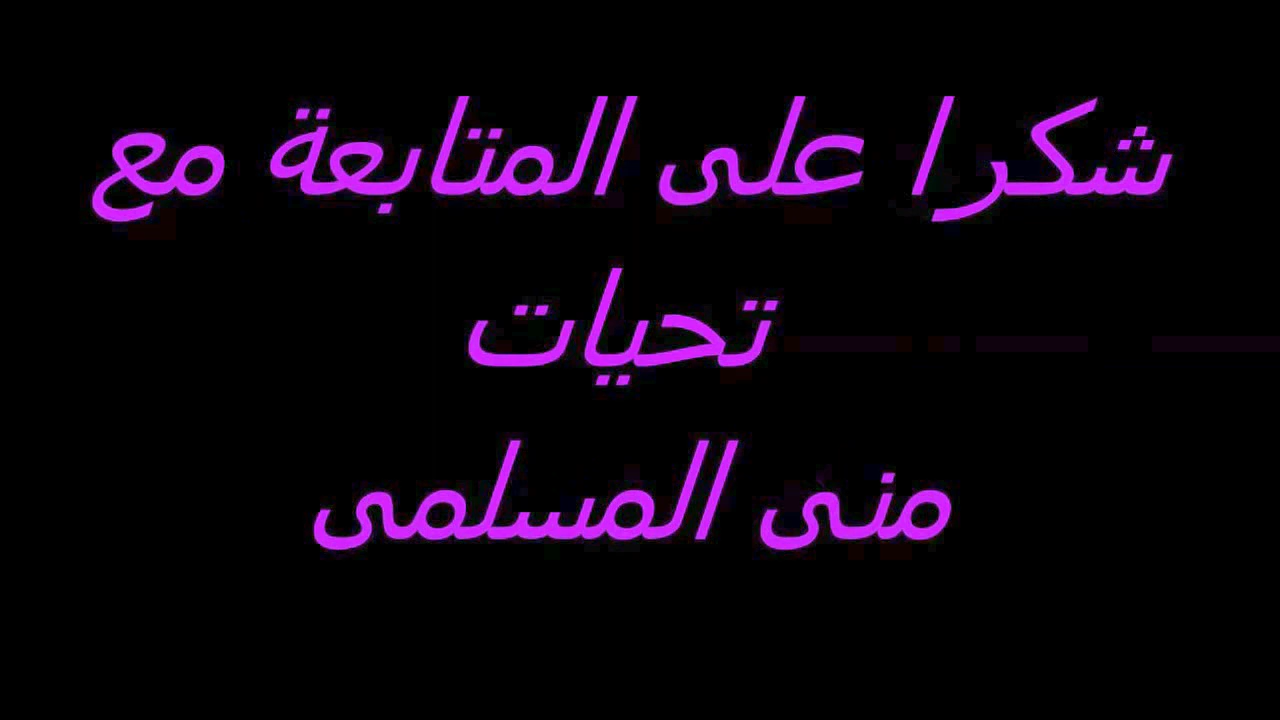 شكرا على المتابعة مع
تحيات
منى المسلمى